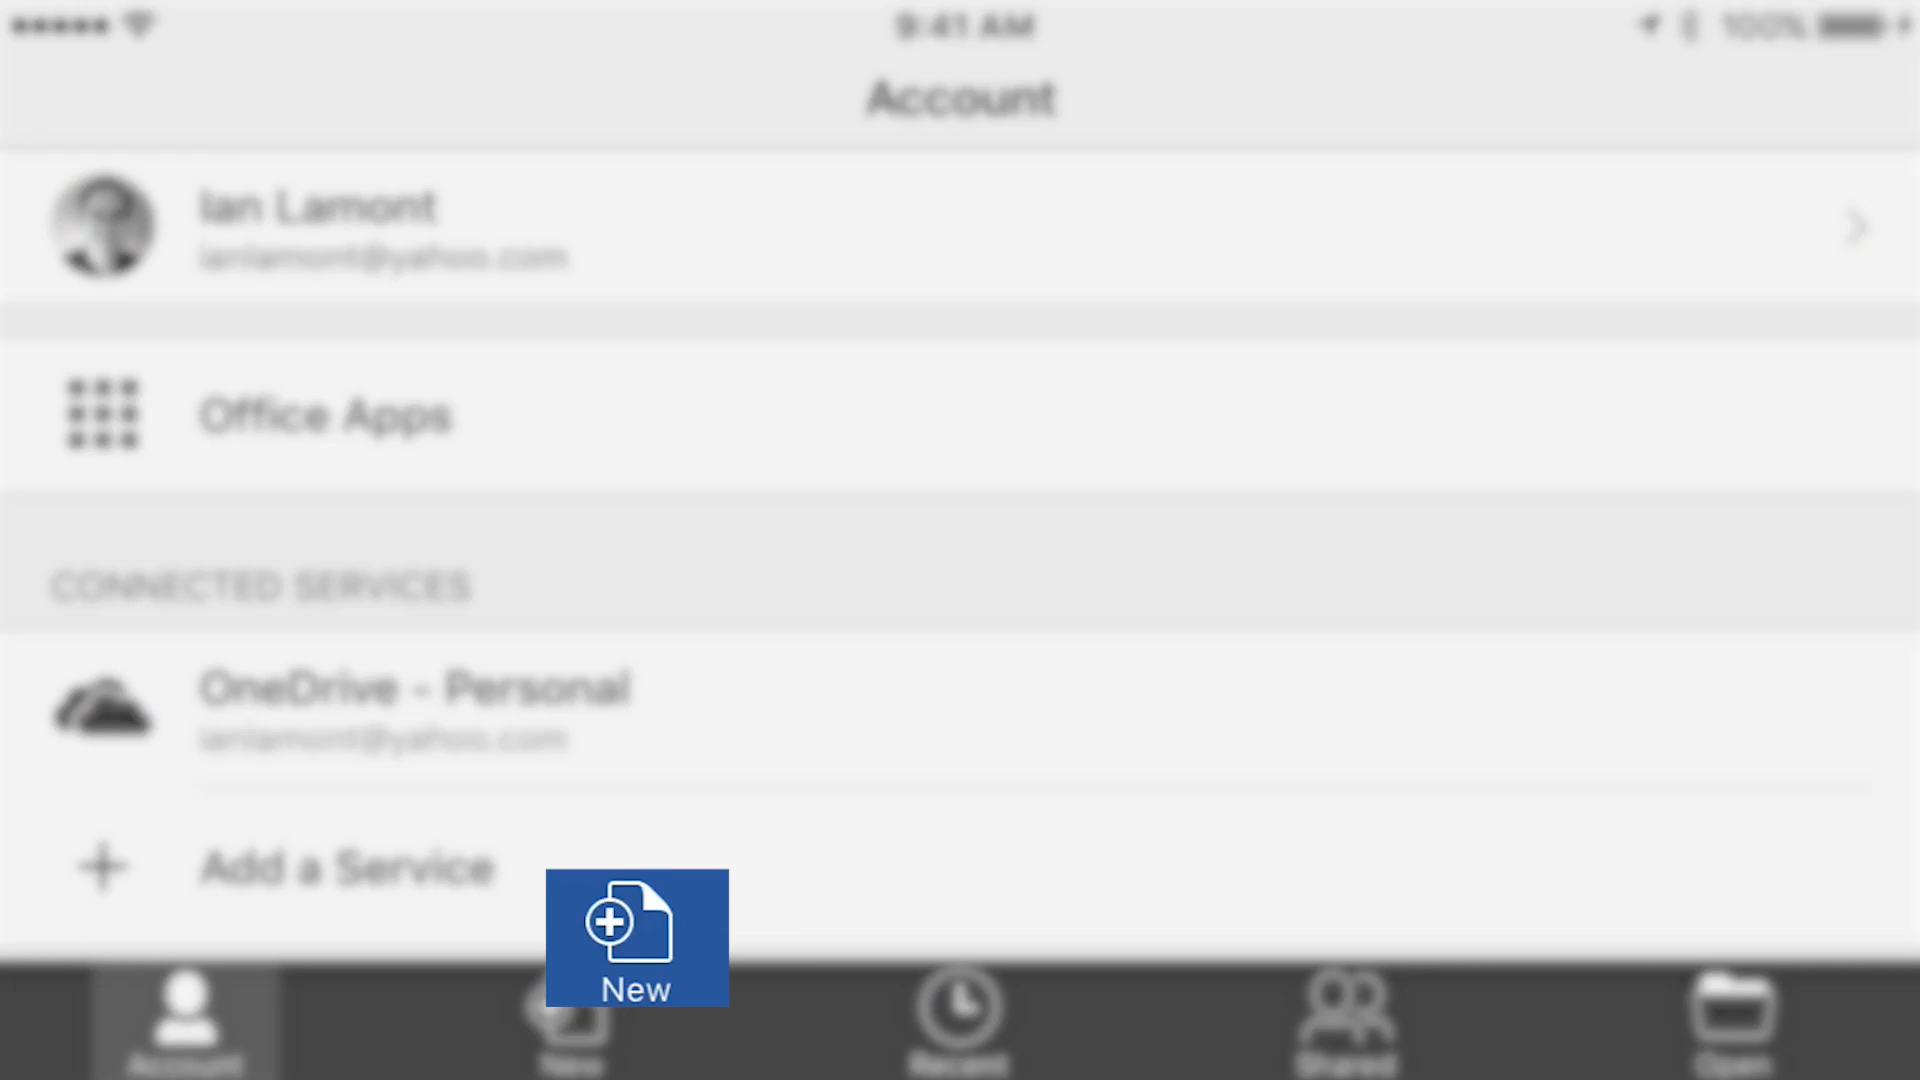 9:41 AM
100%
Account
Ian Lamont
ianlamont@yahoo.com
Office Apps
CONNECTED SERVICES
OneDrive - Personal
ianlamont@yahoo.com
Add a Service
New
Account
New
Recent
Shared
Open